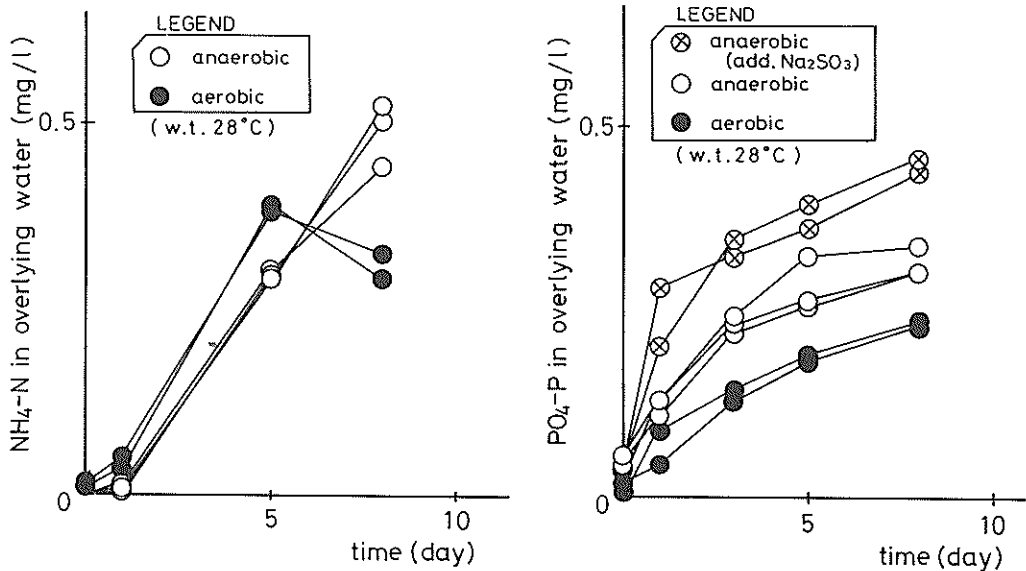 LEGEND
anaerobic
aerobic
(w.t. 28°C)
NH₄-N in overlying water (mg/l)
0.5
0
5
10
time (day)
LEGEND
anaerobic
(add. Na₂SO₃)
anaerobic
aerobic
(w.t. 28°C)
PO₄-P in overlying water (mg/l)
0.5
0
5
10
time (day)